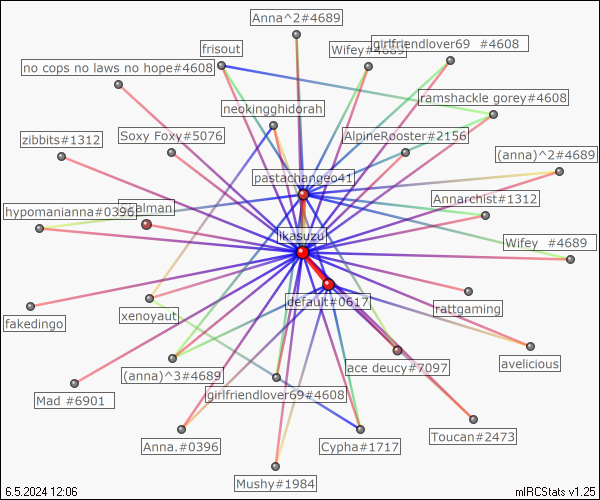 Anna^2#4689
girlfriendlover69 #4608
frisout
Wifey#4689
no cops no laws no hope#4608
ramshackle gorey#4608
neokingghidorah
zibbits#1312
Soxy Foxy#5076
AlpineRooster#2156
(anna)^2#4689
pastachangeo41
Annarchist#1312
hypomanianna#0396
alman
ikasuzu
Wifey #4689
default#0617
rattgaming
fakedingo
xenoyaut
avelicious
ace deucy#7097
(anna)^3#4689
girlfriendlover69#4608
Mad #6901
Toucan#2473
Anna.#0396
Cypha#1717
Mushy#1984
6.5.2024 12:06
mIRCStats v1.25